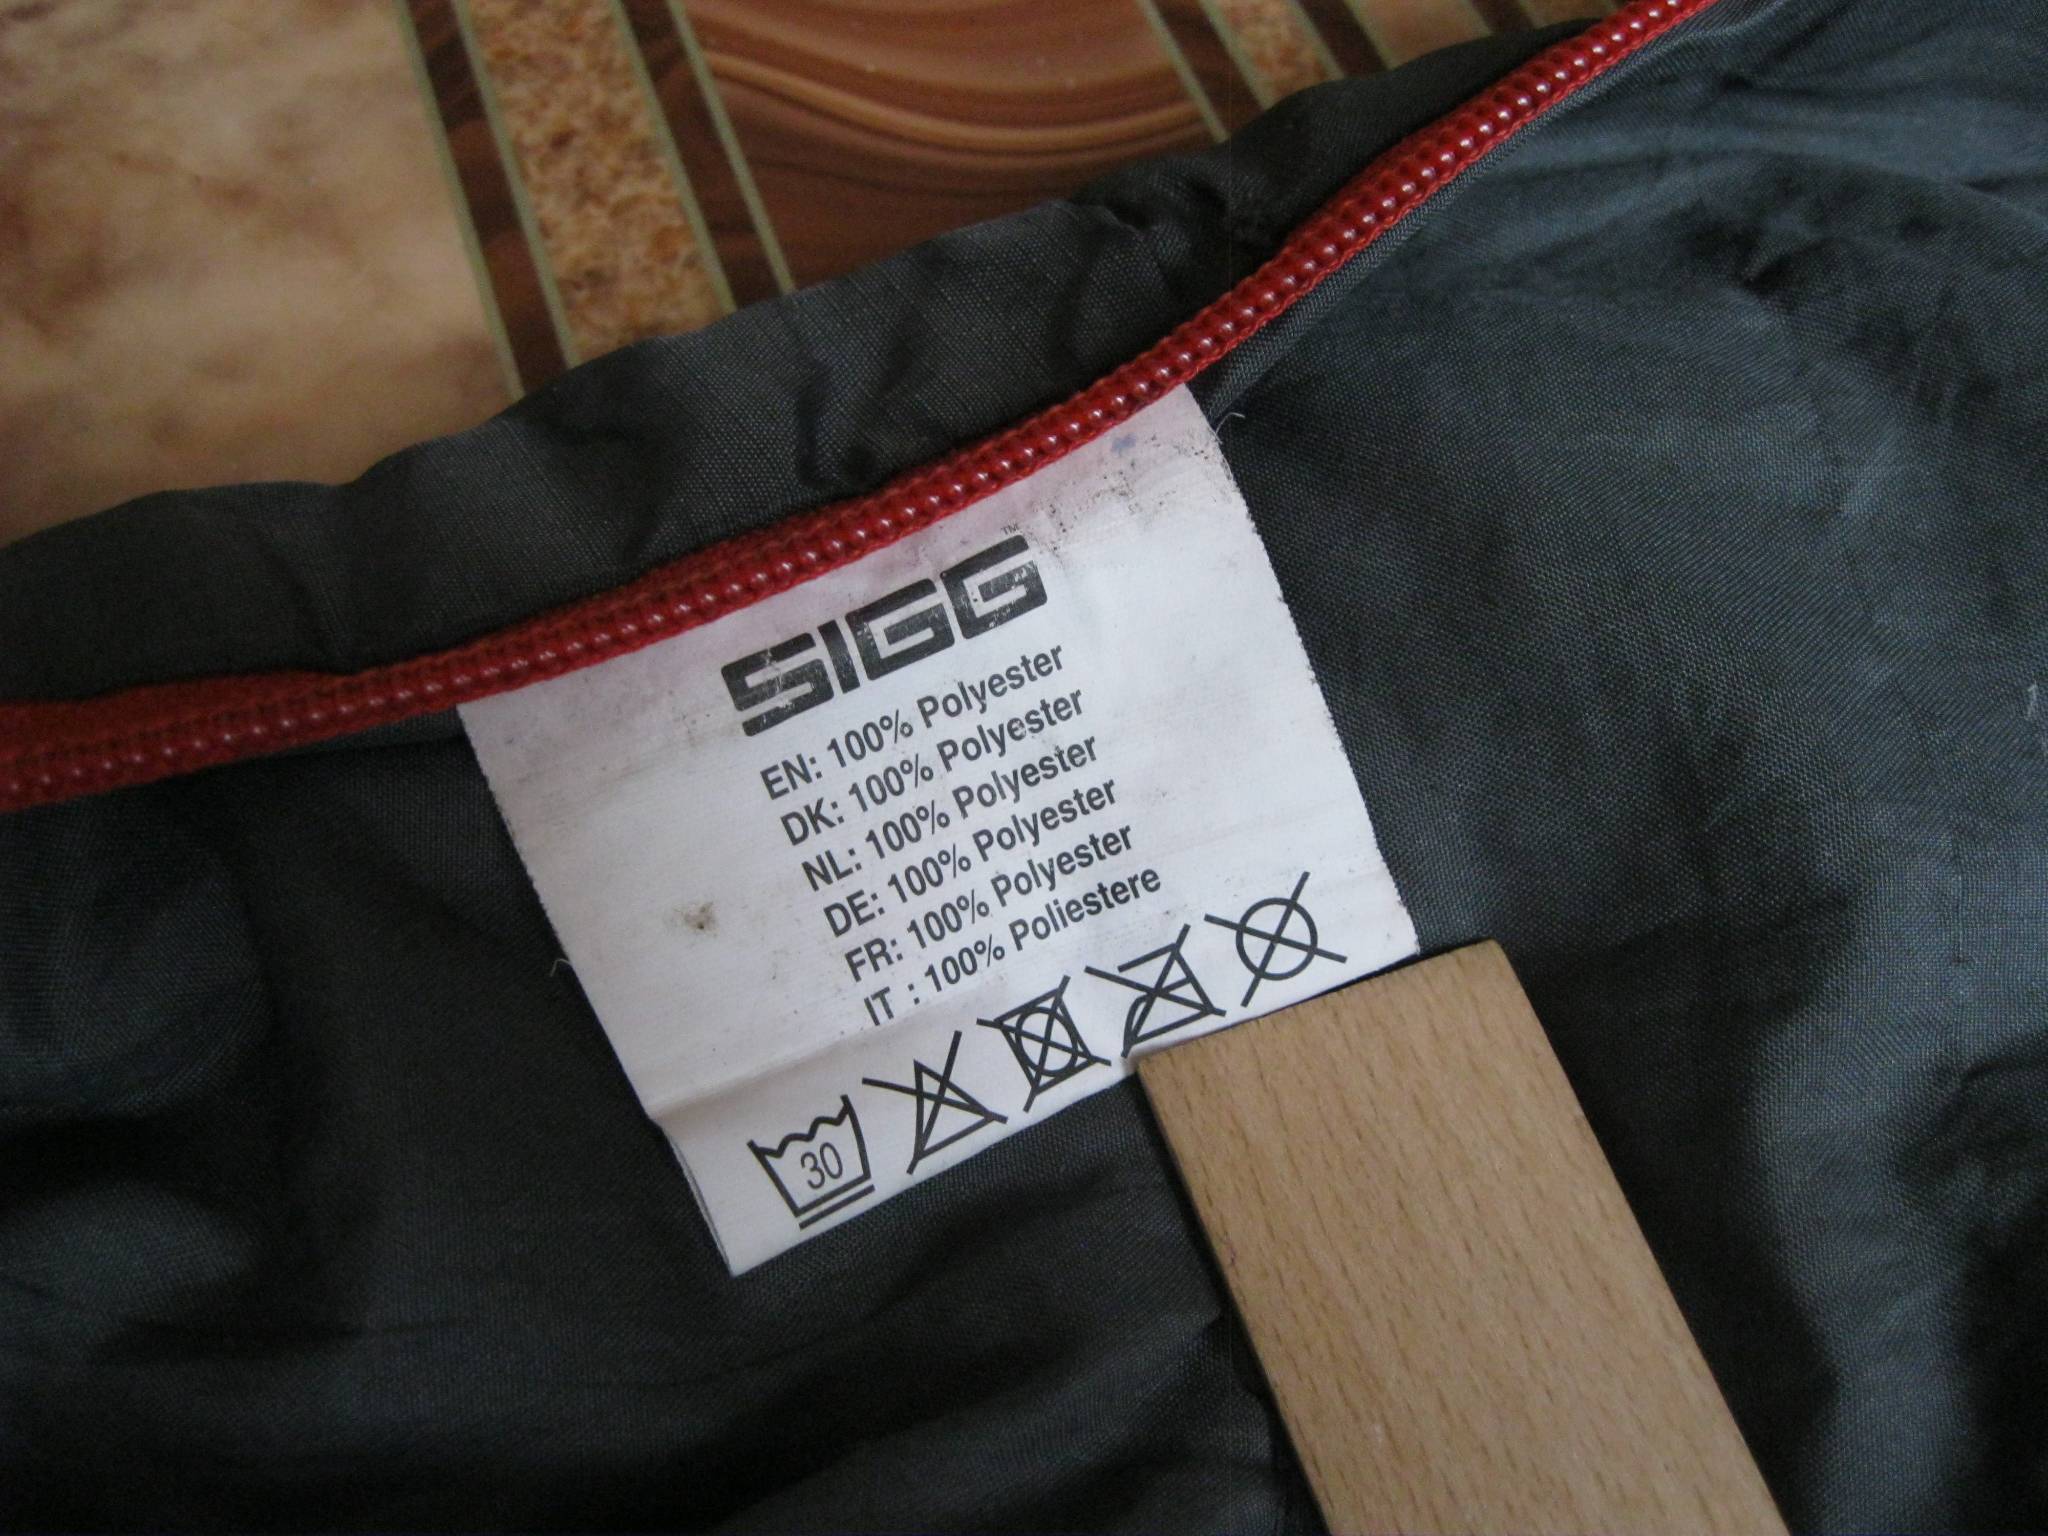 SIGG™
EN: 100% Polyester
DK: 100% Polyester
NL: 100% Polyester
DE: 100% Polyester
FR: 100% Polyester
IT : 100% Poliestere
30